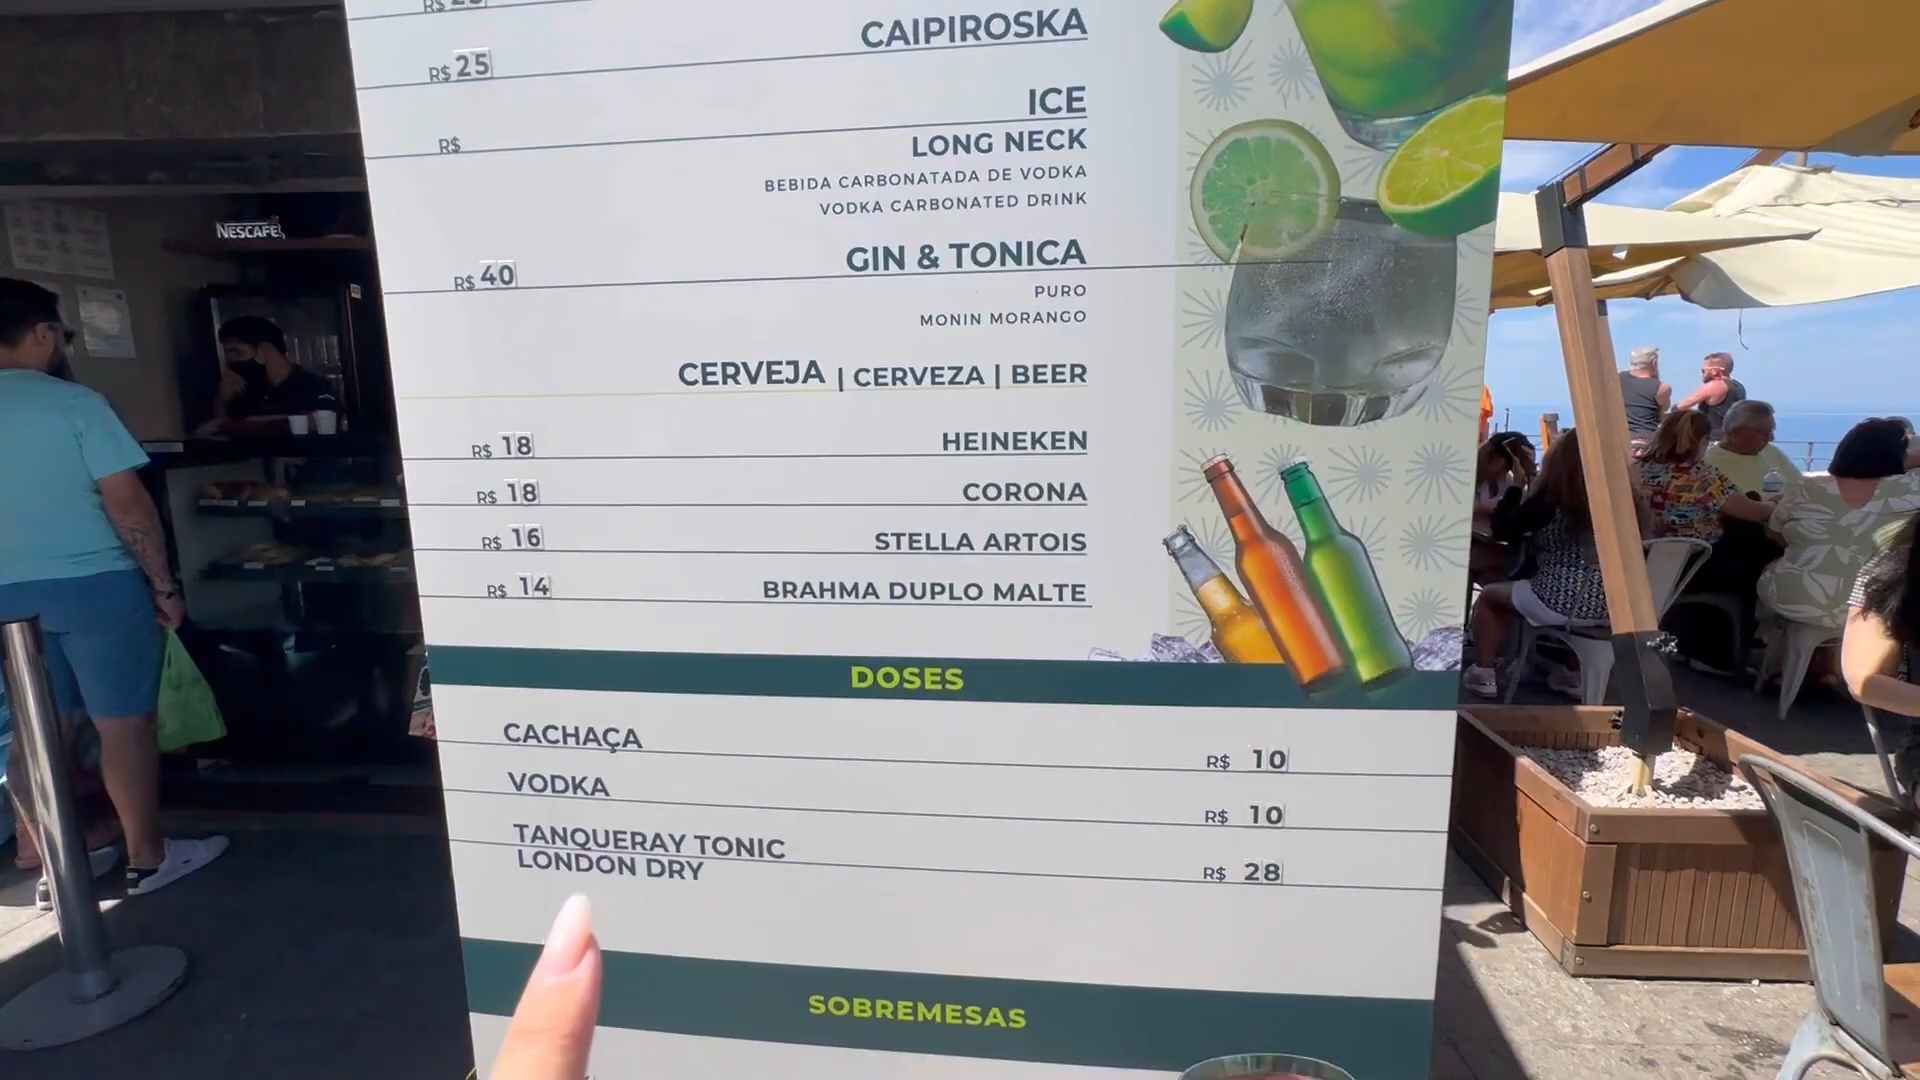 CAIPIROSKA
R$ 25
ICE
R$
LONG NECK
BEBIDA CARBONATADA DE VODKA
VODKA CARBONATED DRINK
GIN & TONICA
R$ 40
PURO
MONIN MORANGO
CERVEJA | CERVEZA | BEER
R$ 18 HEINEKEN
R$ 18 CORONA
R$ 16 STELLA ARTOIS
R$ 14 BRAHMA DUPLO MALTE
DOSES
CACHAÇA R$ 10
VODKA R$ 10
TANQUERAY TONIC
LONDON DRY R$ 28
SOBREMESAS
NESCAFÉ